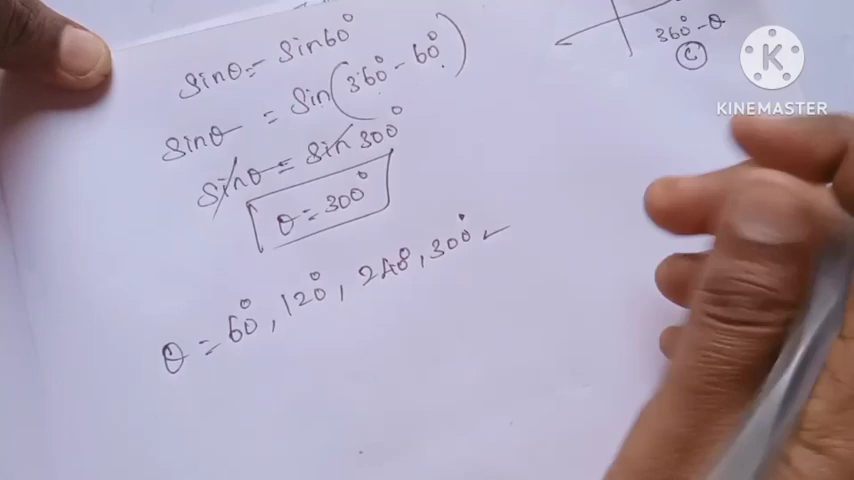 sinθ = sin60°
360° - θ
C
KINEMASTER
sinθ = sin(360° - 60°)
sinθ = sin 300°
θ = 300°
θ = 60°, 120°, 240°, 300°